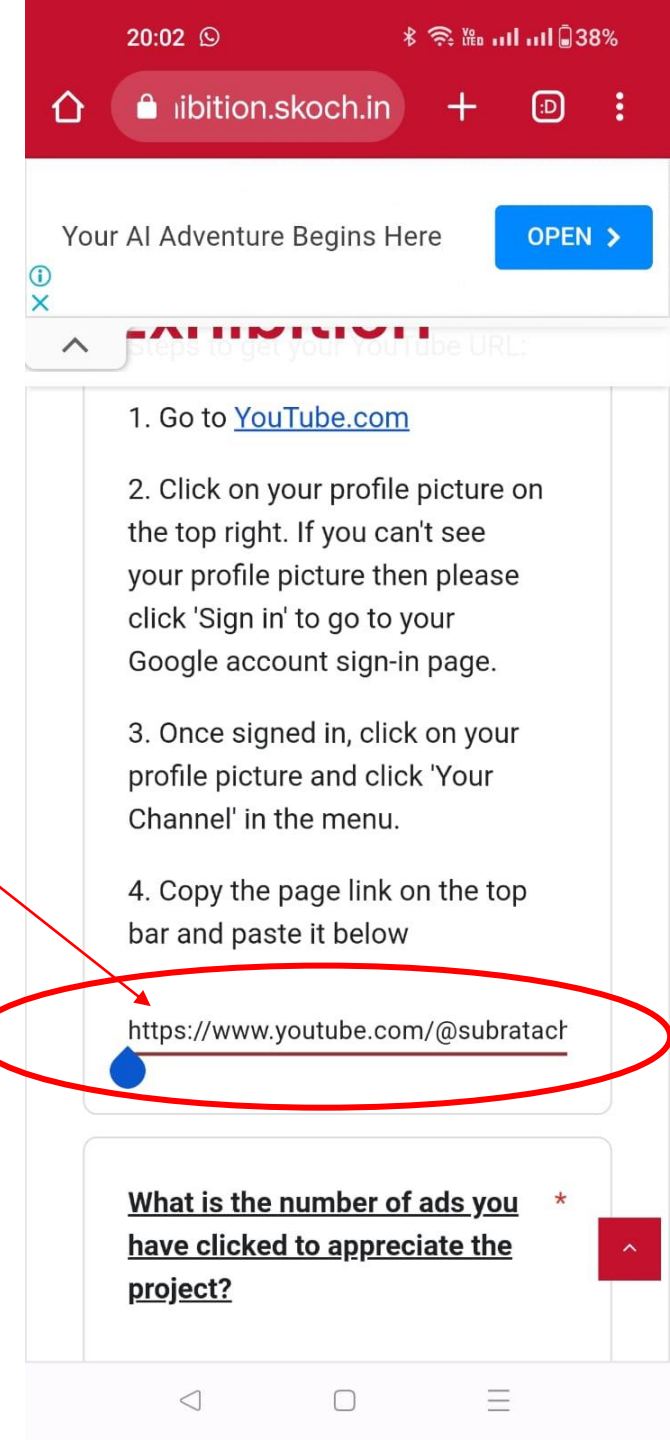 20:02 38%
ibition.skoch.in :D
Your AI Adventure Begins Here OPEN
Exhibition
Steps to get your YouTube URL:
1. Go to YouTube.com
2. Click on your profile picture on
the top right. If you can't see
your profile picture then please
click 'Sign in' to go to your
Google account sign-in page.
3. Once signed in, click on your
profile picture and click 'Your
Channel' in the menu.
4. Copy the page link on the top
bar and paste it below
https://www.youtube.com/@subratach
What is the number of ads you *
have clicked to appreciate the
project?